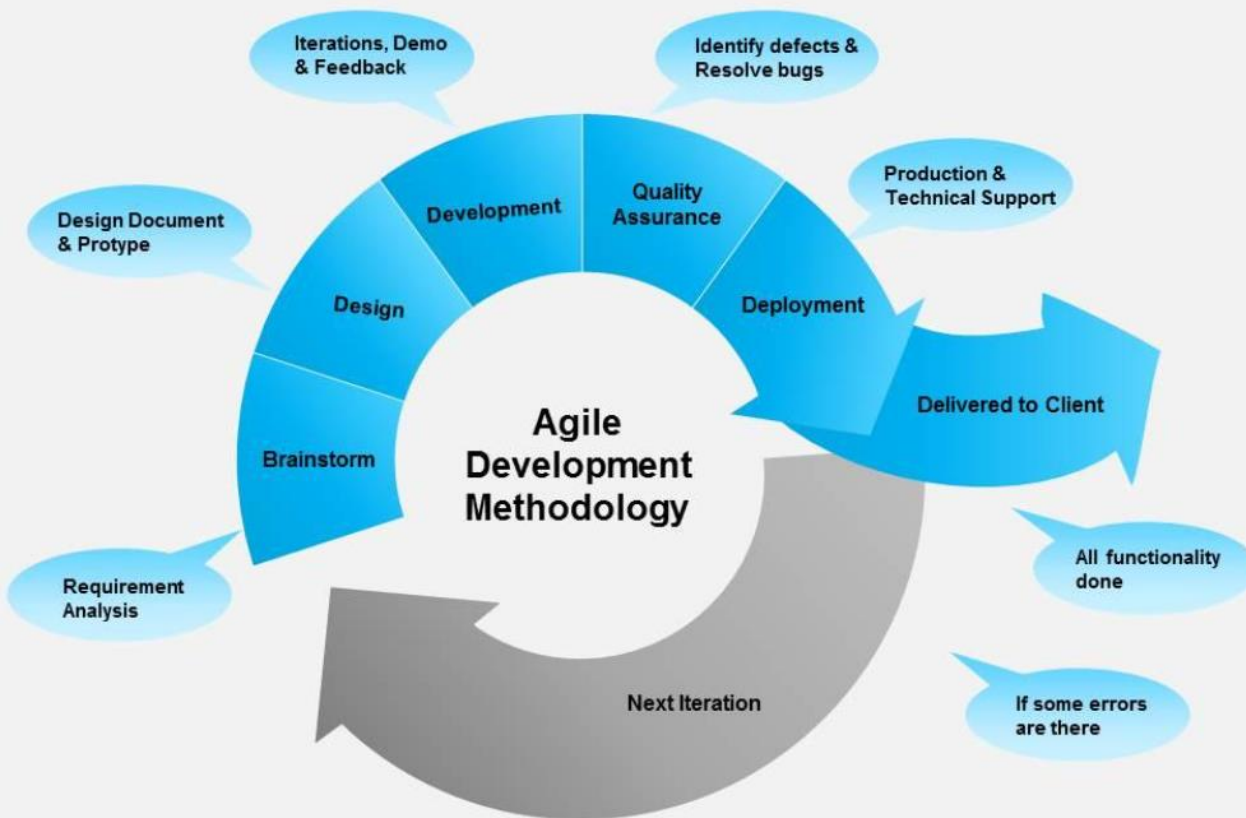 Iterations, Demo
& Feedback
Identify defects &
Resolve bugs
Production &
Technical Support
Design Document
& Protype
Development
Quality
Assurance
Design
Deployment
Brainstorm
Agile
Development
Methodology
Delivered to Client
Requirement
Analysis
All functionality
done
Next Iteration
If some errors
are there